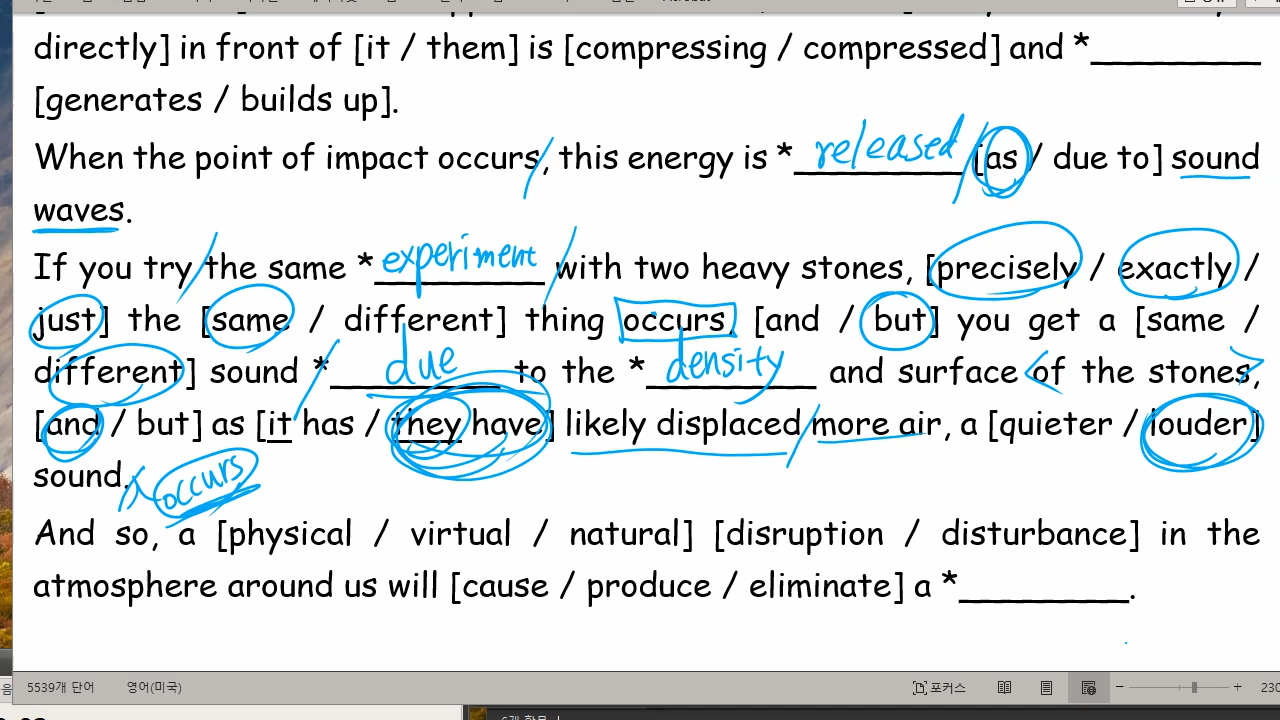 directly] in front of [it / them] is [compressing / compressed] and *__________
[generates / builds up].
When the point of impact occurs, this energy is * released [as / due to] sound
waves.
If you try the same * experiment with two heavy stones, [precisely / exactly /
just] the [same / different] thing occurs, [and / but] you get a [same /
different] sound * due to the * density and surface of the stones,
[and / but] as [it has / they have] likely displaced more air, a [quieter / louder]
sound. occurs
And so, a [physical / virtual / natural] [disruption / disturbance] in the
atmosphere around us will [cause / produce / eliminate] a *__________.
5539개 단어 영어(미국) 포커스 230